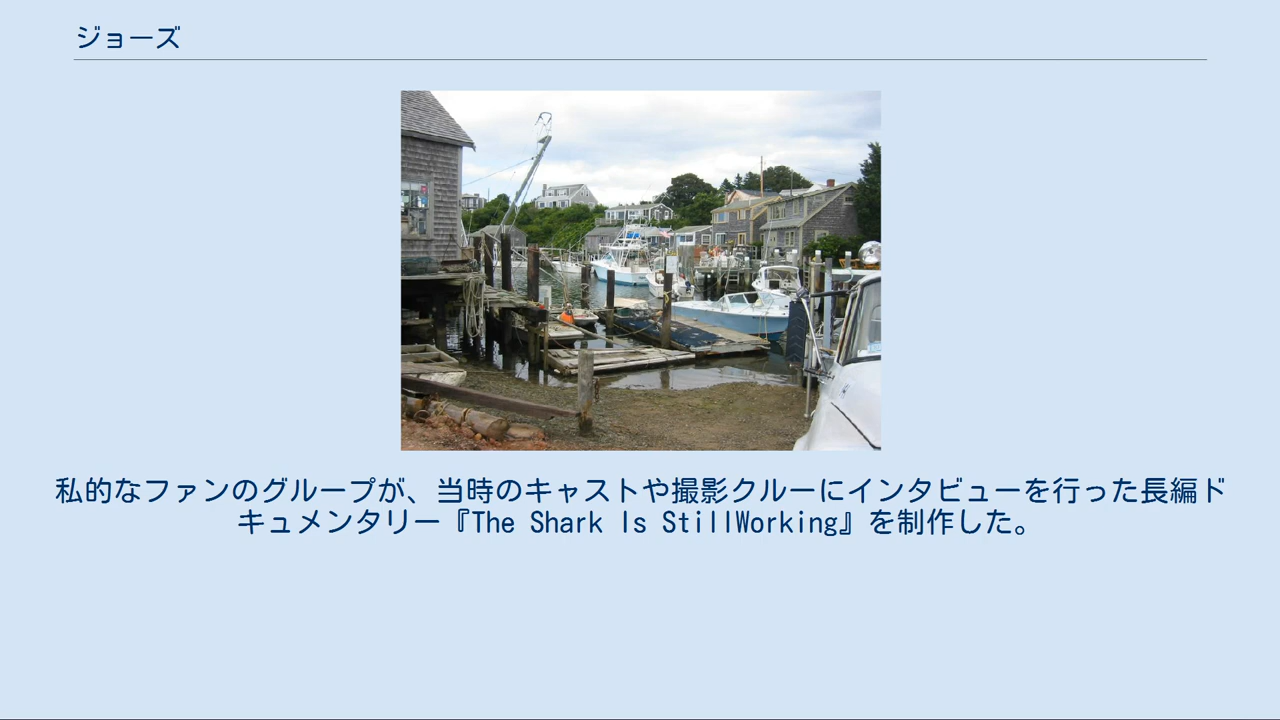 ジョーズ
私的なファンのグループが、当時のキャストや撮影クルーにインタビューを行った長編ド
キュメンタリー『The Shark Is StillWorking』を制作した。